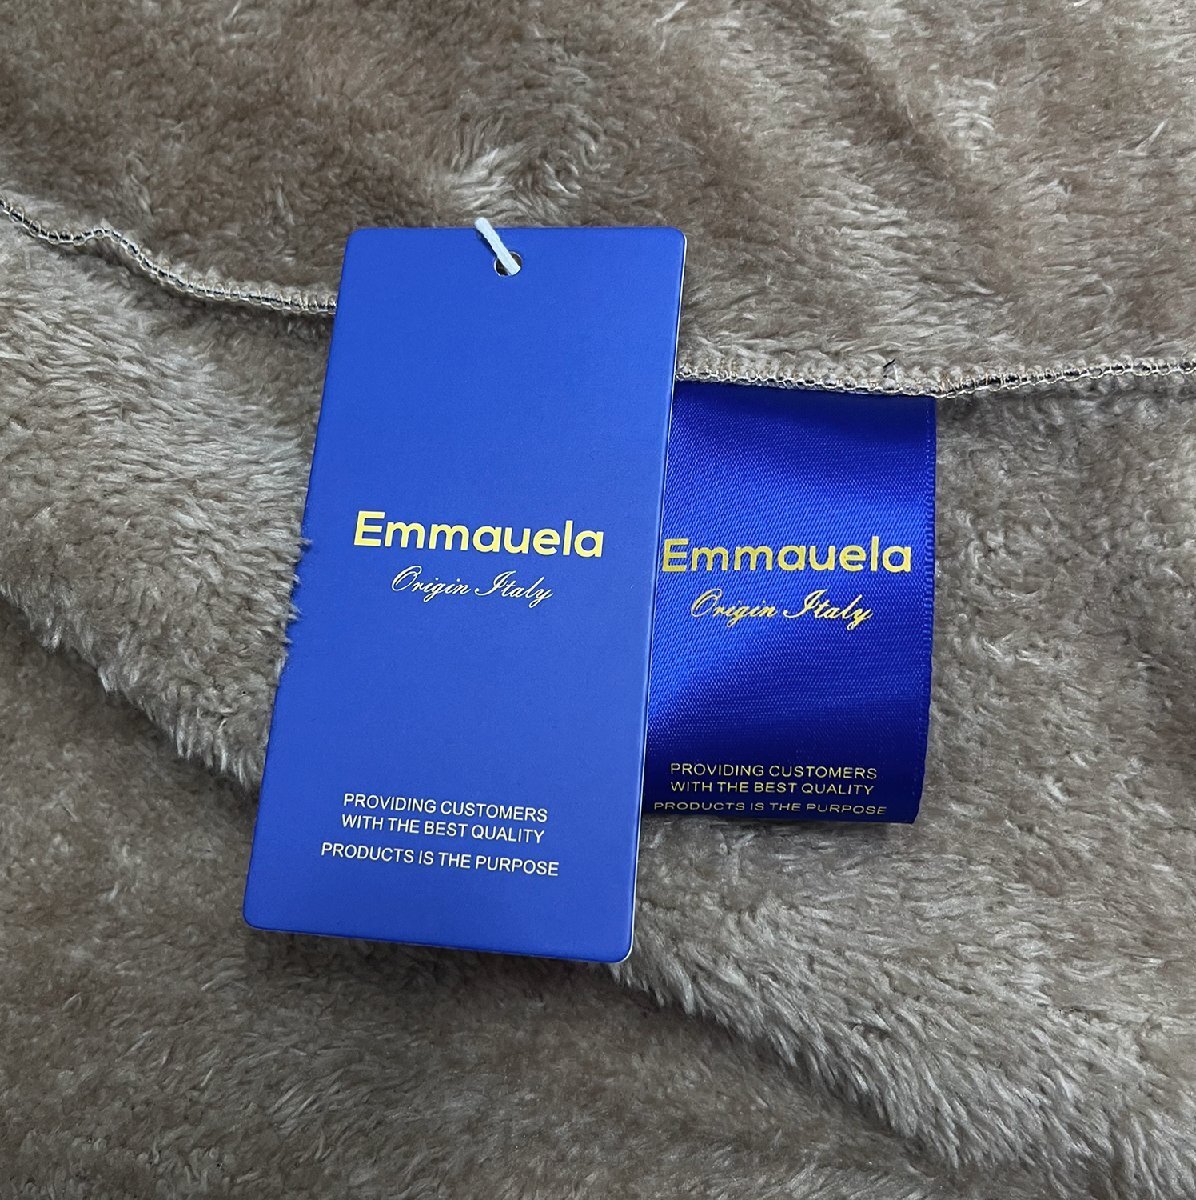 Emmauela
Origin Italy
PROVIDING CUSTOMERS
WITH THE BEST QUALITY
PRODUCTS IS THE PURPOSE
Emmauela
Origin Italy
PROVIDING CUSTOMERS
WITH THE BEST QUALITY
PRODUCTS IS THE PURPOSE